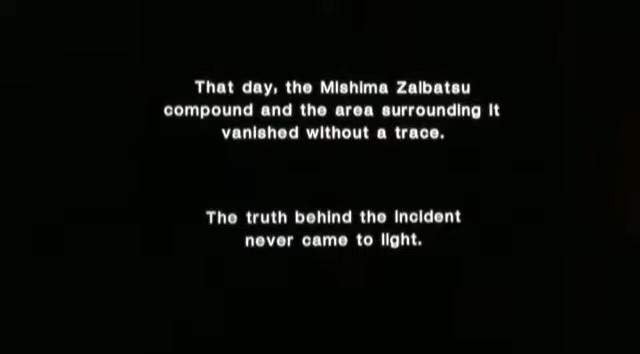 That day, the Mishima Zaibatsu
compound and the area surrounding it
vanished without a trace.
The truth behind the incident
never came to light.